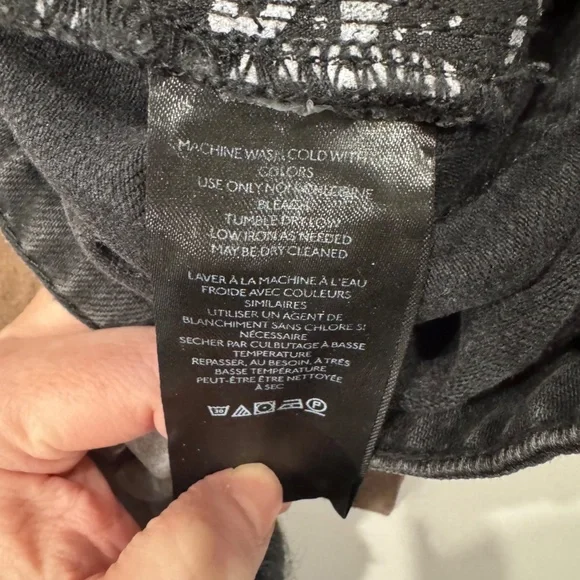 MACHINE WASH COLD WITH
COLORS
USE ONLY NON-CHLORINE
BLEACH
TUMBLE DRY LOW
LOW IRON AS NEEDED
MAY BE DRY CLEANED
LAVER À LA MACHINE À L'EAU
FROIDE AVEC COULEURS
SIMILAIRES
UTILISER UN AGENT DE
BLANCHIMENT SANS CHLORE SI
NÉCESSAIRE
SECHER PAR CULBUTAGE À BASSE
TEMPERATURE
REPASSER, AU BESOIN, À TRÈS
BASSE TEMPÉRATURE
PEUT-ÊTRE ÊTRE NETTOYÉE
À SEC
30 P